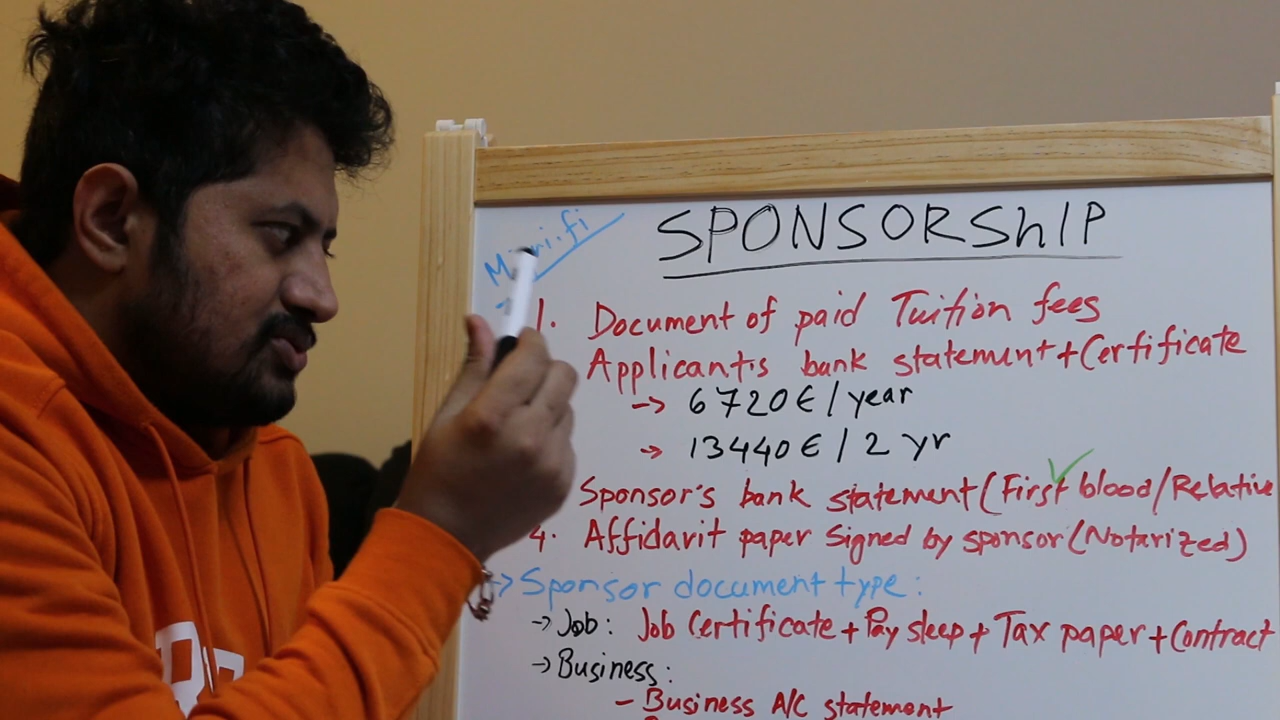 SPONSORShIP
1. Document of paid Tuition fees
Applicant's bank statement + Certificate
-> 6720€ / year
-> 13440 € / 2 yr
Sponsor's bank statement (First blood/Relative
4. Affidavit paper signed by sponsor (Notarized)
-> Sponsor document type:
-> Job: Job Certificate + Pay sleep + Tax paper + Contract
-> Business:
- Business A/C statement